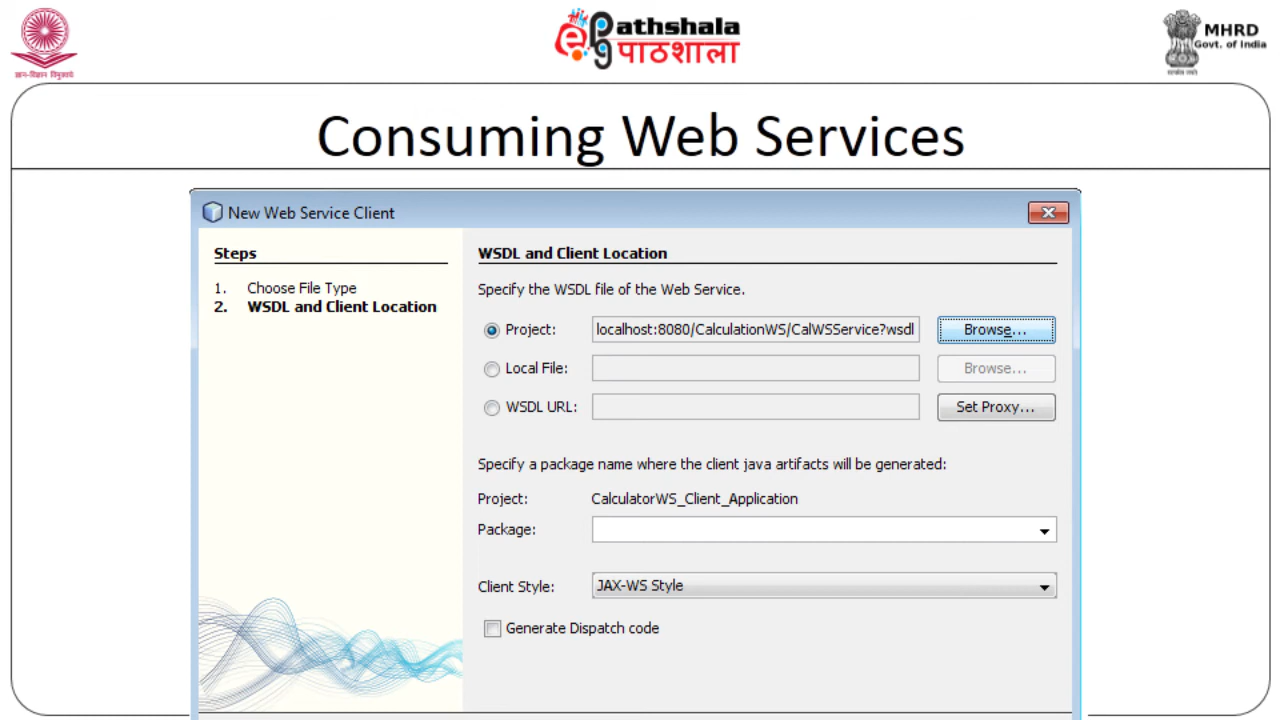 ज्ञान-विज्ञान विमुक्तये
ePathshala
पाठशाला
MHRD
Govt. of India
Consuming Web Services
New Web Service Client
Steps
1. Choose File Type
2. WSDL and Client Location
WSDL and Client Location
Specify the WSDL file of the Web Service.
Project: localhost:8080/CalculationWS/CalWSService?wsdl Browse...
Local File: Browse...
WSDL URL: Set Proxy...
Specify a package name where the client java artifacts will be generated:
Project: CalculatorWS_Client_Application
Package:
Client Style: JAX-WS Style
Generate Dispatch code